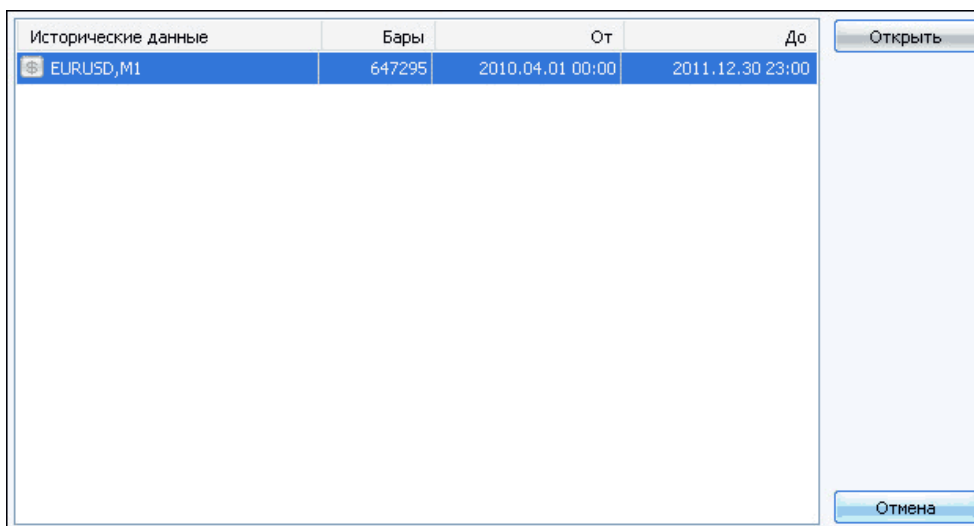 Исторические данные Бары От До Открыть
EURUSD,M1 647295 2010.04.01 00:00 2011.12.30 23:00
Отмена